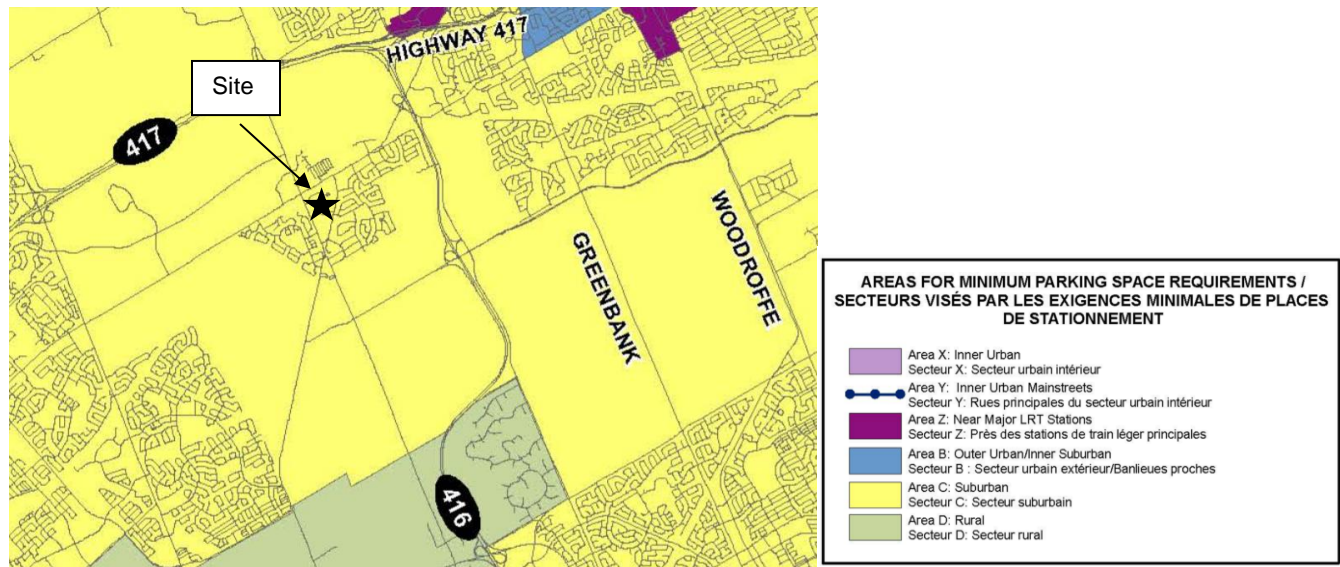 HIGHWAY 417
Site
417
WOODROFFE
GREENBANK
416
AREAS FOR MINIMUM PARKING SPACE REQUIREMENTS /
SECTEURS VISÉS PAR LES EXIGENCES MINIMALES DE PLACES
DE STATIONNEMENT
Area X: Inner Urban
Secteur X: Secteur urbain intérieur
Area Y: Inner Urban Mainstreets
Secteur Y: Rues principales du secteur urbain intérieur
Area Z: Near Major LRT Stations
Secteur Z: Près des stations de train léger principales
Area B: Outer Urban/Inner Suburban
Secteur B : Secteur urbain extérieur/Banlieues proches
Area C: Suburban
Secteur C: Secteur suburbain
Area D: Rural
Secteur D: Secteur rural